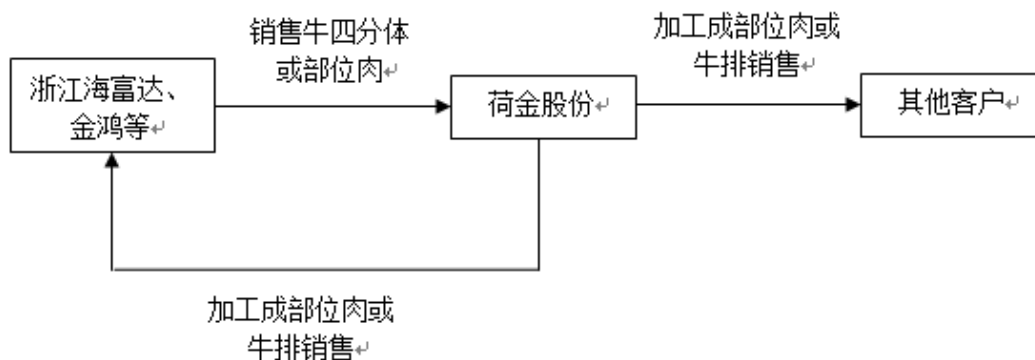 销售牛四分体
或部位肉
加工成部位肉或
牛排销售
浙江海富达、
金鸿等
荷金股份
其他客户
加工成部位肉或
牛排销售